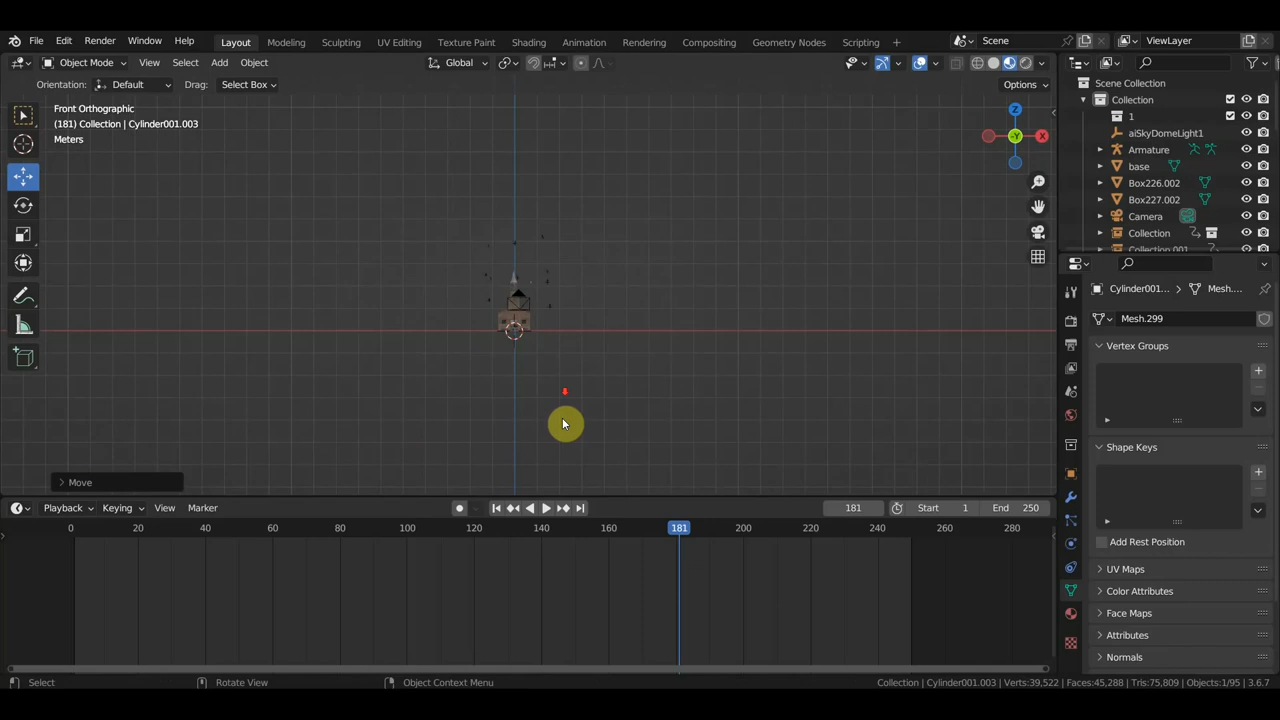 File Edit Render Window Help Layout Modeling Sculpting UV Editing Texture Paint Shading Animation Rendering Compositing Geometry Nodes Scripting + Scene ViewLayer
Object Mode View Select Add Object Global
Orientation: Default Drag: Select Box Options
Front Orthographic
(181) Collection | Cylinder001.003
Meters
Z
-Y
X
Scene Collection
Collection
1
aiSkyDomeLight1
Armature
base
Box226.002
Box227.002
Camera
Collection
Collection.001
Cylinder001... Mesh....
Mesh.299
Vertex Groups
Shape Keys
Add Rest Position
UV Maps
Color Attributes
Face Maps
Attributes
Normals
Move
Playback Keying View Marker 181 Start 1 End 250
0 20 40 60 80 100 120 140 160 181 200 220 240 260 280
Select Rotate View Object Context Menu Collection | Cylinder001.003 | Verts:39,522 | Faces:45,288 | Tris:75,809 | Objects:1/95 | 3.6.7